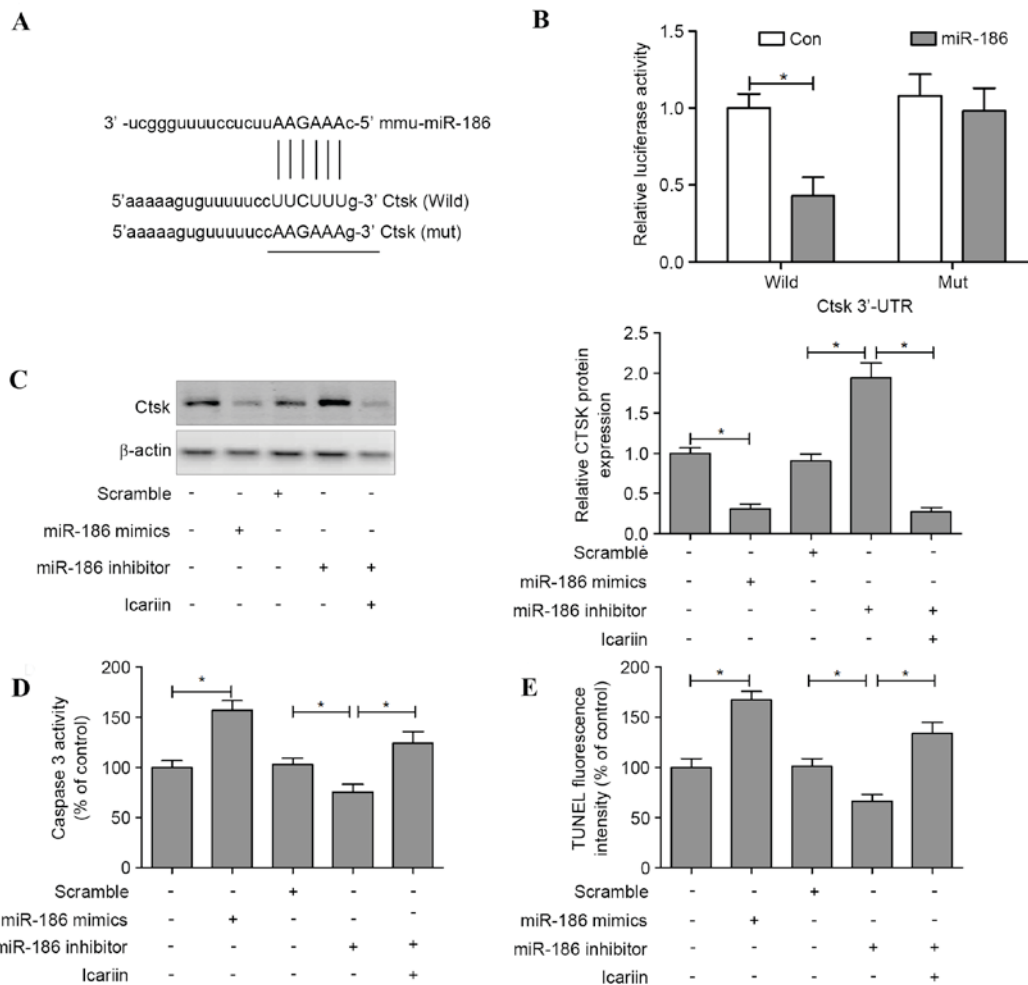 A
3' -ucggguuuuccucuuAAGAAAc-5' mmu-miR-186
5'aaaaaguguuuuuccUUCUUUg-3' Ctsk (Wild)
5'aaaaaguguuuuuccAAGAAAg-3' Ctsk (mut)
B
Con
miR-186
Relative luciferase activity
1.5
1.0
0.5
0.0
*
Wild
Mut
Ctsk 3'-UTR
C
Ctsk
β-actin
Scramble - - + - -
miR-186 mimics - + - - -
miR-186 inhibitor - - - + +
Icariin - - - - +
Relative CTSK protein
expression
2.5
2.0
1.5
1.0
0.5
0.0
* * *
Scramble - - + - -
miR-186 mimics - + - - -
miR-186 inhibitor - - - + +
Icariin - - - - +
D
Caspase 3 activity
(% of control)
200
150
100
50
0
* * *
Scramble - - + - -
miR-186 mimics - + - - -
miR-186 inhibitor - - - + +
Icariin - - - - +
E
TUNEL fluorescence
intensity (% of control)
200
150
100
50
0
* * *
Scramble - - + - -
miR-186 mimics - + - - -
miR-186 inhibitor - - - + +
Icariin - - - - +